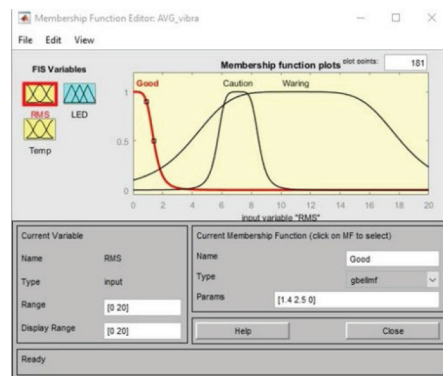 Membership Function Editor: AVG_vibra
File Edit View
FIS Variables
RMS
LED
Temp
Membership function plots
plot points:
181
Good
Caution
Waring
1
0.5
0
0 2 4 6 8 10 12 14 16 18 20
input variable "RMS"
Current Variable
Name RMS
Type input
Range [0 20]
Display Range [0 20]
Current Membership Function (click on MF to select)
Name Good
Type gbellmf
Params [1.4 2.5 0]
Help
Close
Ready